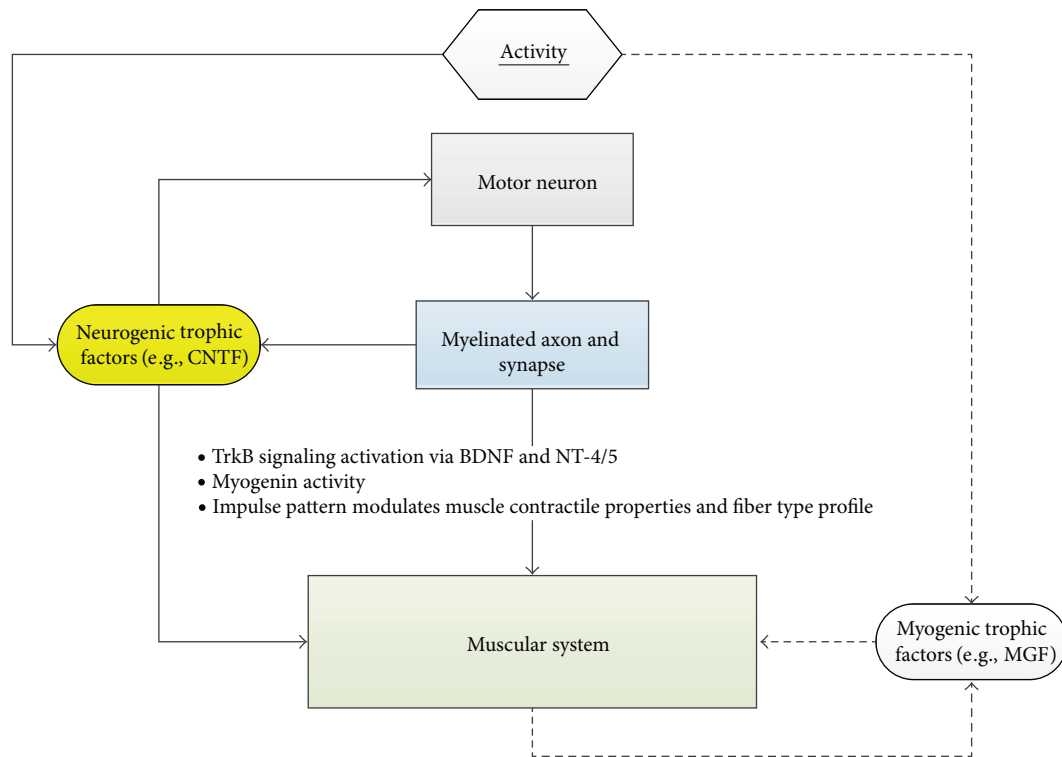 Activity
Motor neuron
Neurogenic trophic
factors (e.g., CNTF)
Myelinated axon and
synapse
• TrkB signaling activation via BDNF and NT-4/5
• Myogenin activity
• Impulse pattern modulates muscle contractile properties and fiber type profile
Muscular system
Myogenic trophic
factors (e.g., MGF)